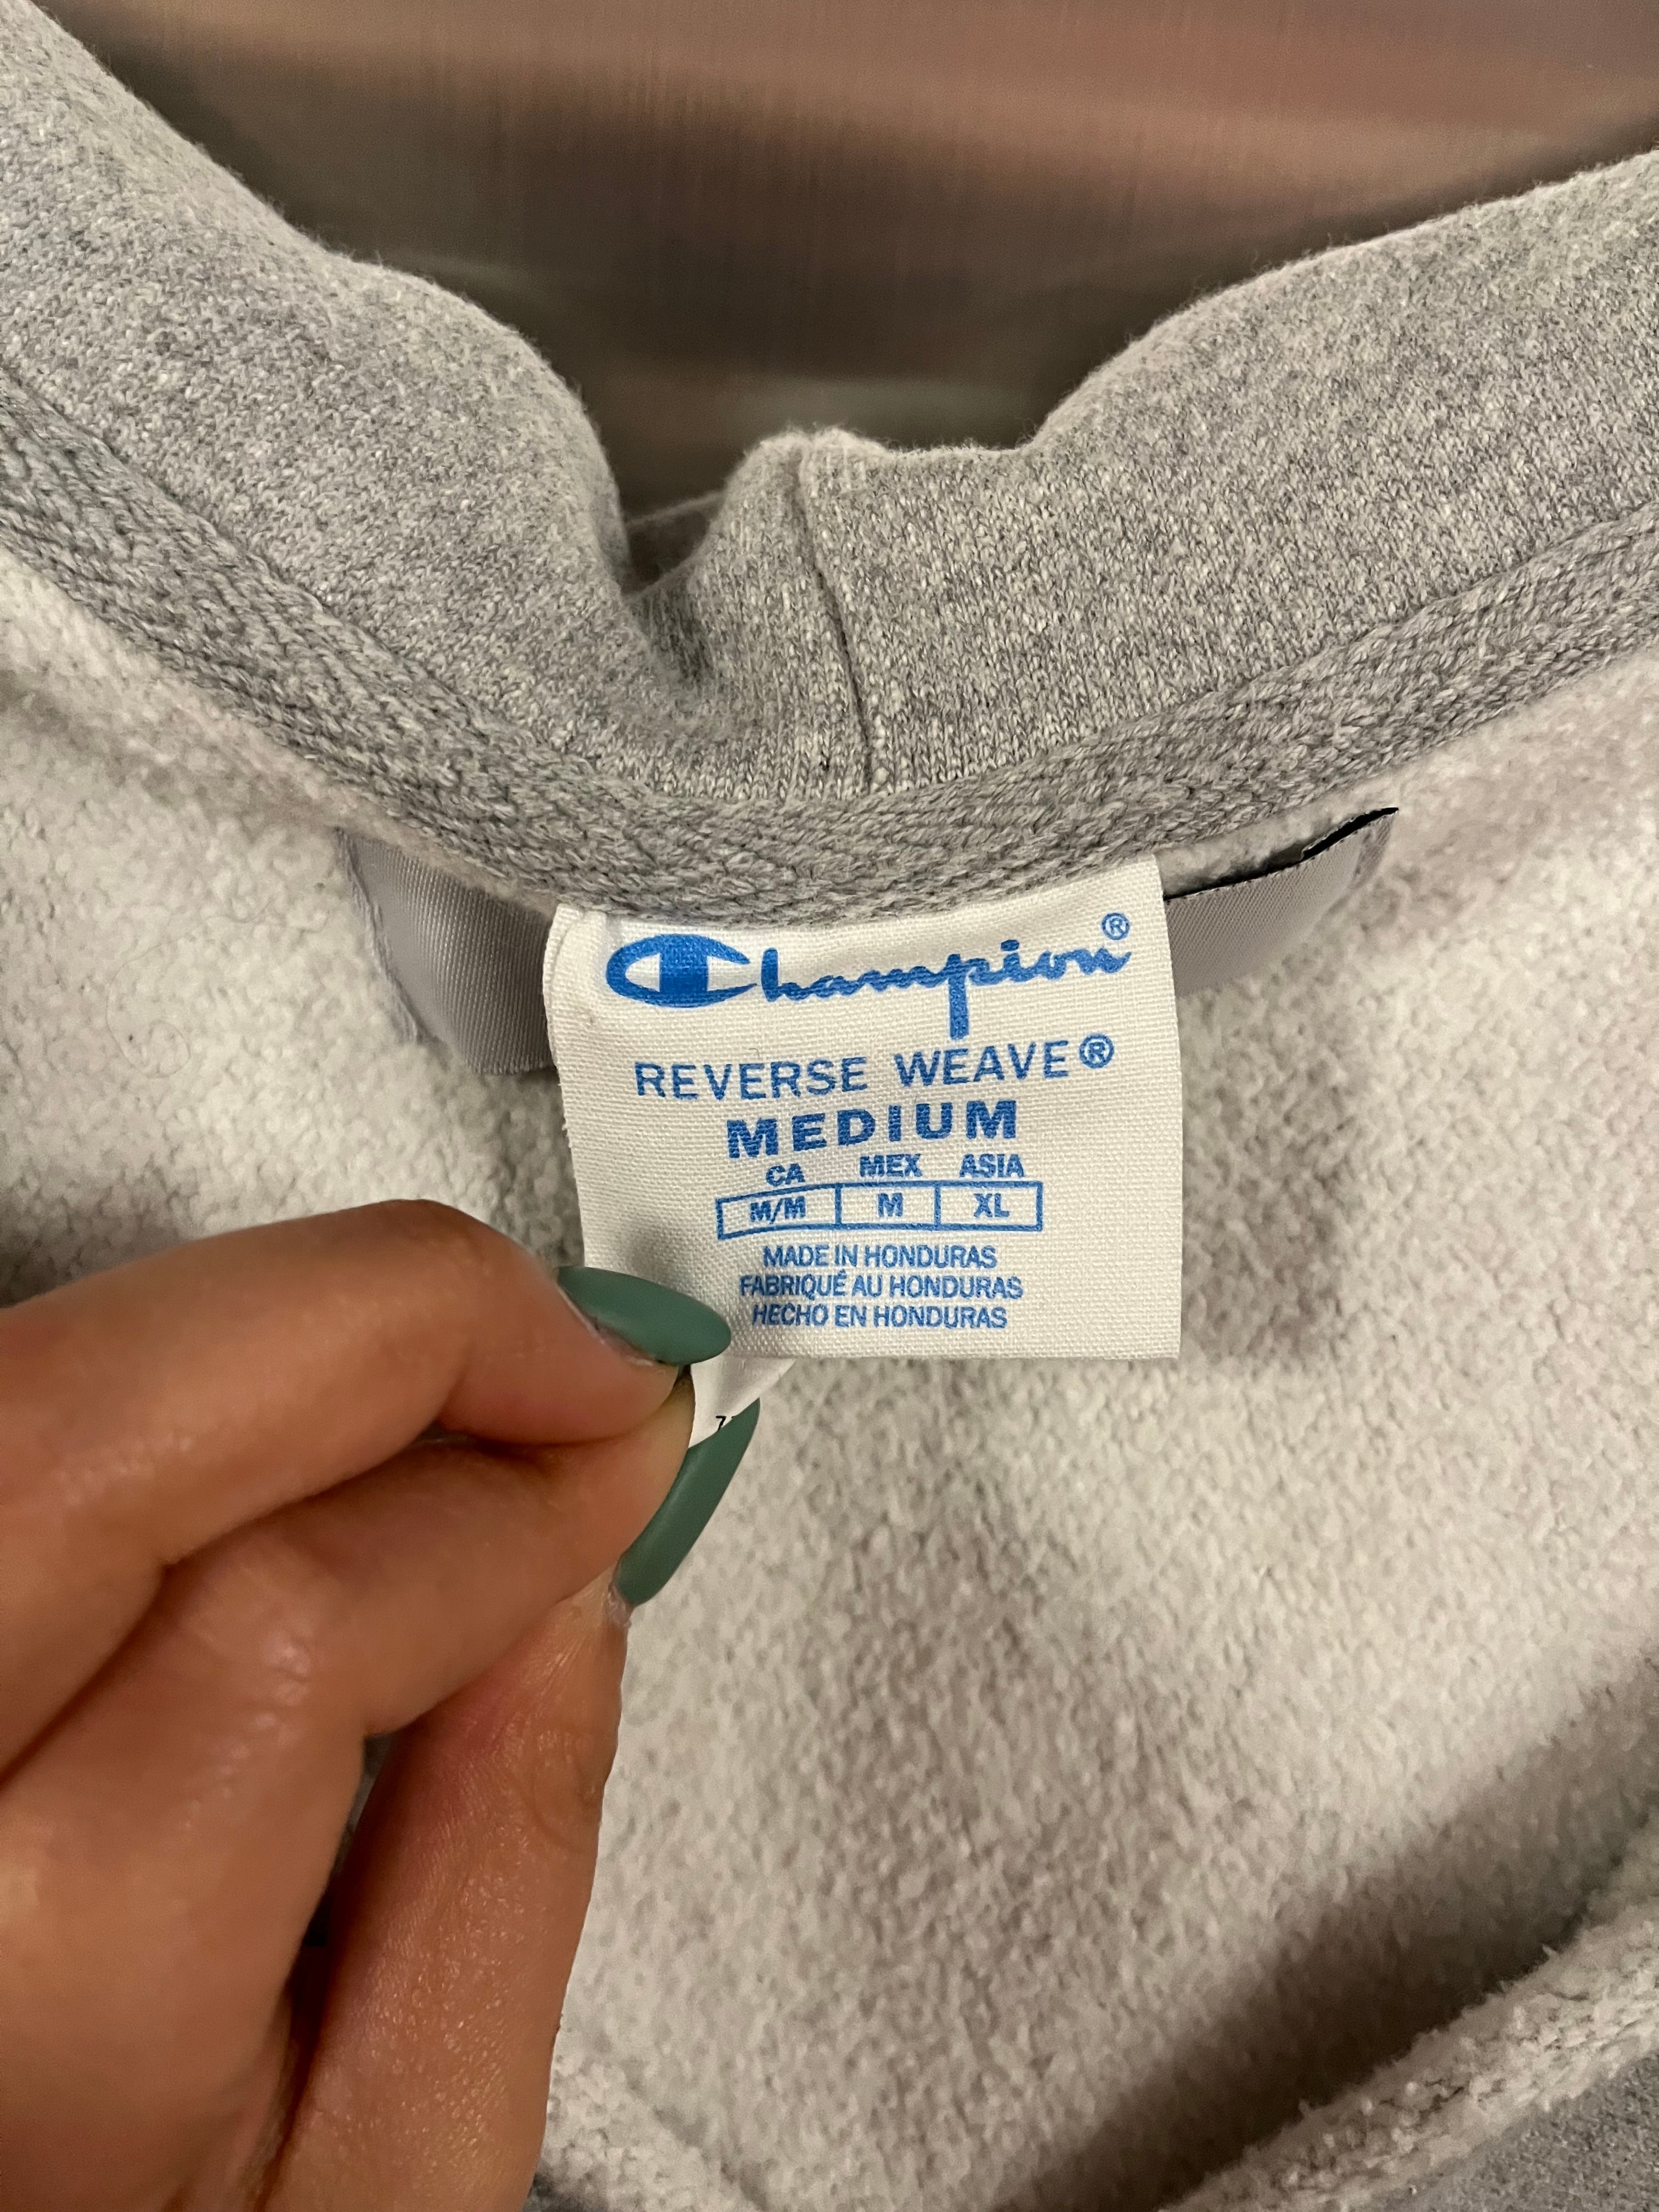 Champion®
REVERSE WEAVE®
MEDIUM
CA MEX ASIA
M/M M XL
MADE IN HONDURAS
FABRIQUÉ AU HONDURAS
HECHO EN HONDURAS